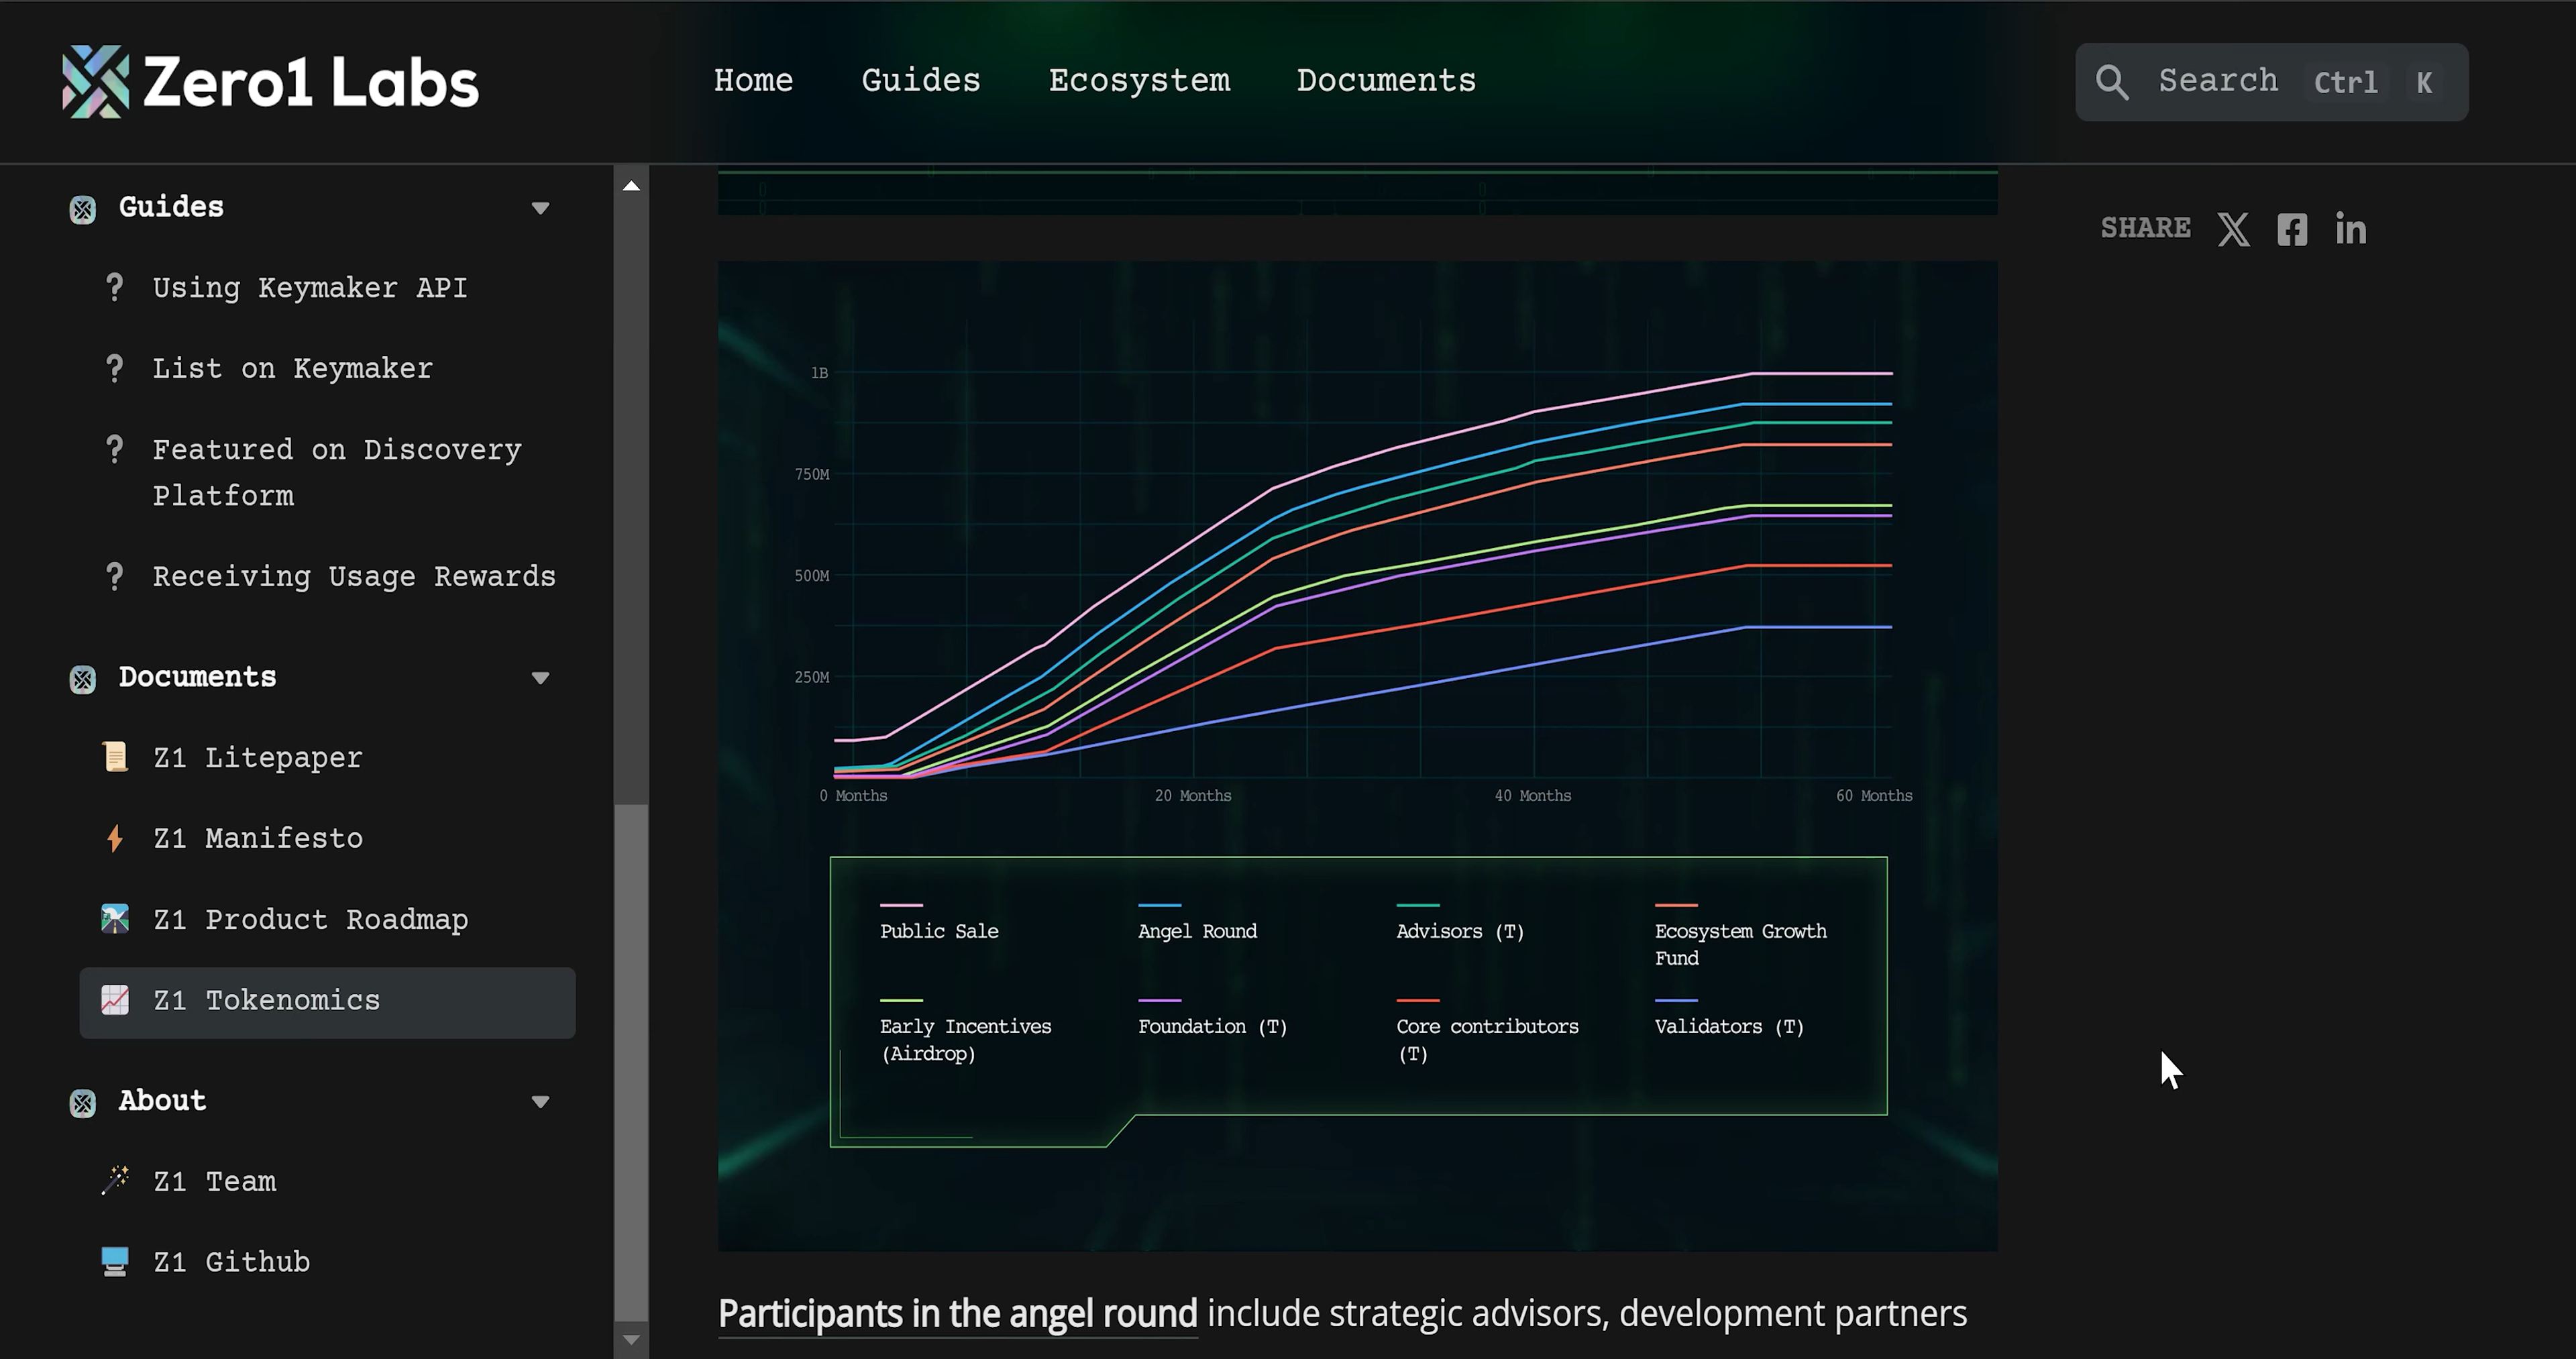 Zero1 Labs
Home Guides Ecosystem Documents
Search Ctrl K
Guides
Using Keymaker API
List on Keymaker
Featured on Discovery
Platform
Receiving Usage Rewards
Documents
Z1 Litepaper
Z1 Manifesto
Z1 Product Roadmap
Z1 Tokenomics
About
Z1 Team
Z1 Github
SHARE
1B
750M
500M
250M
0 Months 20 Months 40 Months 60 Months
Public Sale
Angel Round
Advisors (T)
Ecosystem Growth
Fund
Early Incentives
(Airdrop)
Foundation (T)
Core contributors
(T)
Validators (T)
Participants in the angel round include strategic advisors, development partners